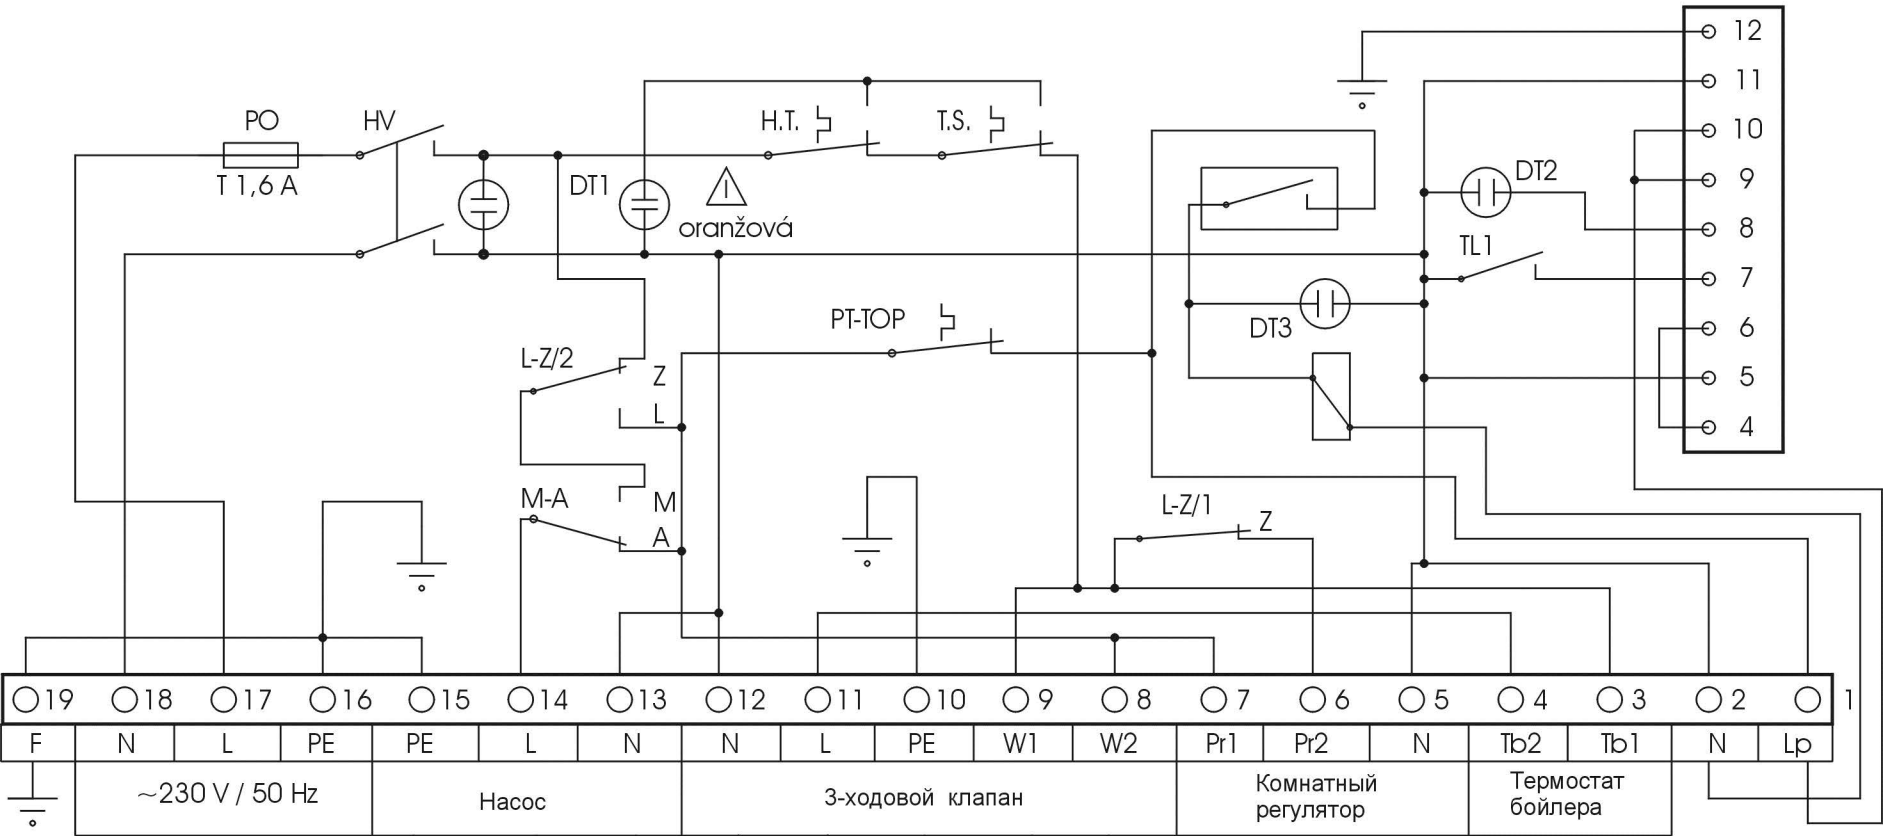 12
11
PO HV H.T. T.S. 10
T 1,6 A DT1 oranžová DT2 9
8
TL1 7
PT-TOP DT3 6
L-Z/2 Z 5
L 4
M-A M L-Z/1 Z
A
19 18 17 16 15 14 13 12 11 10 9 8 7 6 5 4 3 2 1
F N L PE PE L N N L PE W1 W2 Pr1 Pr2 N Tb2 Tb1 N Lp
~230 V / 50 Hz Насос 3-ходовой клапан Комнатный Термостат
регулятор бойлера